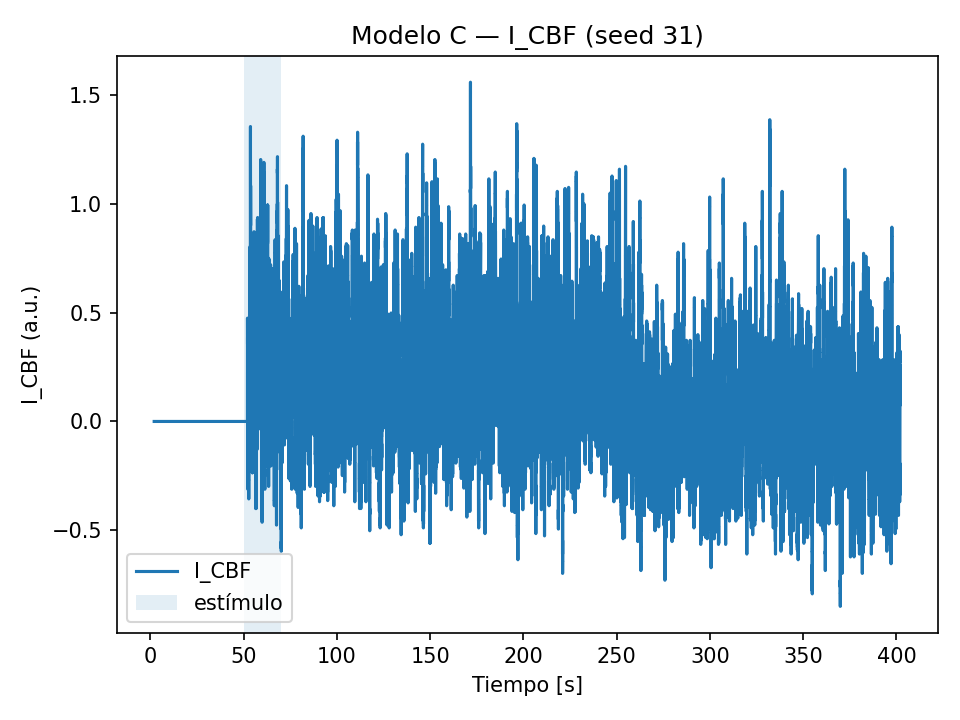 Modelo C — I_CBF (seed 31)
I_CBF (a.u.)
1.5
1.0
0.5
0.0
−0.5
I_CBF
estímulo
0 50 100 150 200 250 300 350 400
Tiempo [s]